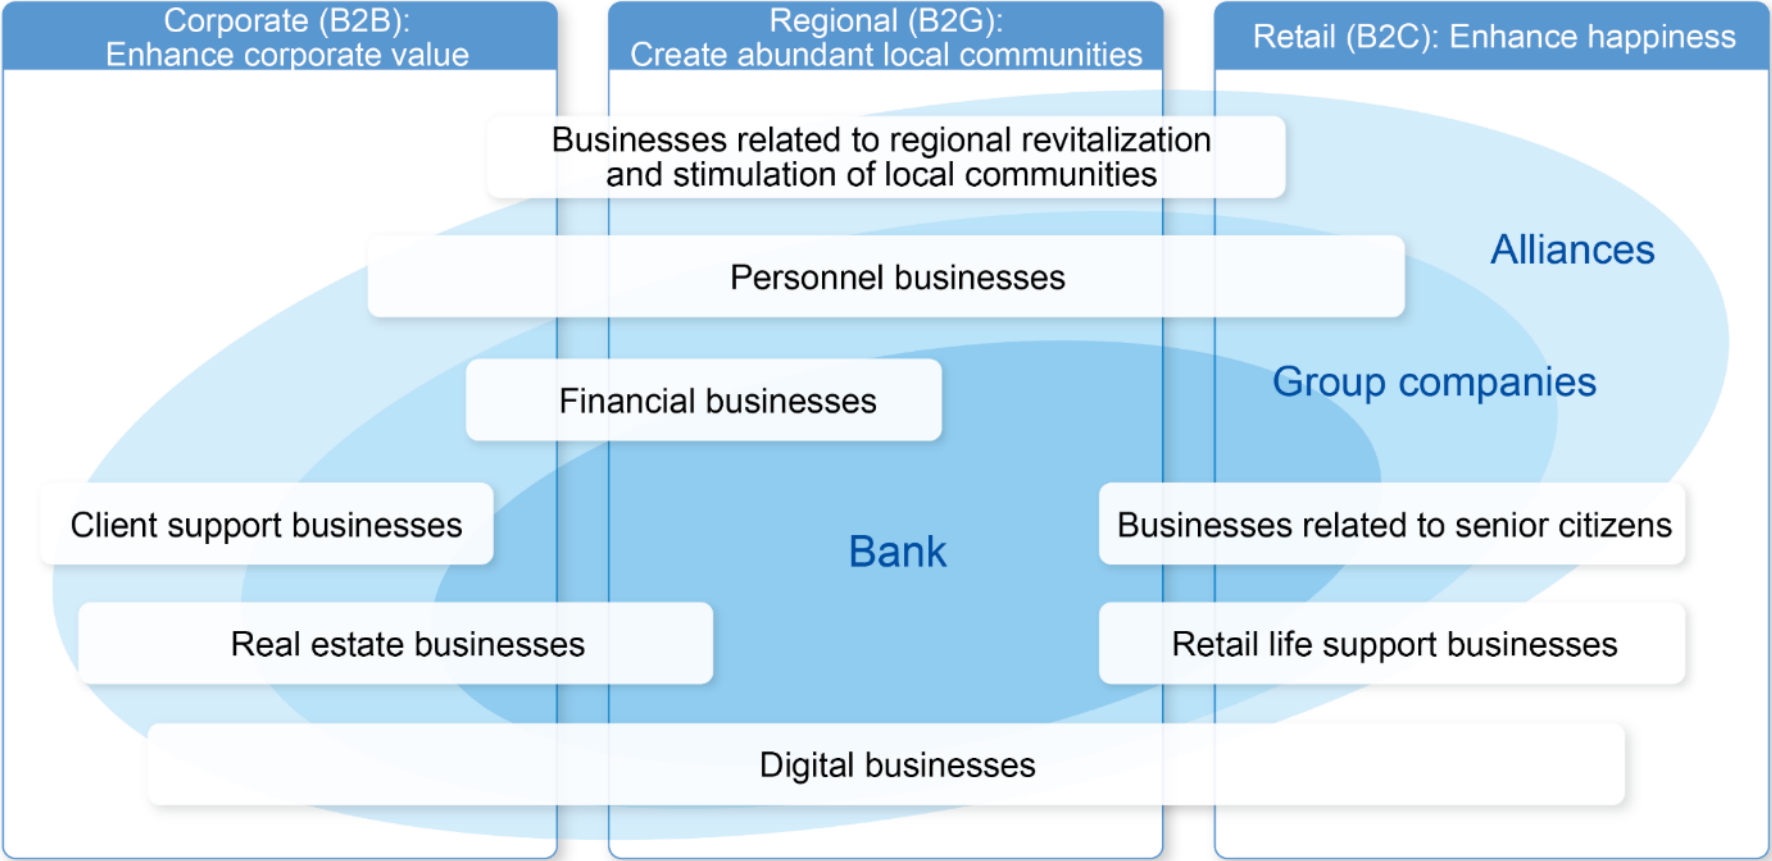 Corporate (B2B):
Enhance corporate value
Regional (B2G):
Create abundant local communities
Retail (B2C): Enhance happiness
Businesses related to regional revitalization
and stimulation of local communities
Alliances
Personnel businesses
Group companies
Financial businesses
Client support businesses
Bank
Businesses related to senior citizens
Real estate businesses
Retail life support businesses
Digital businesses